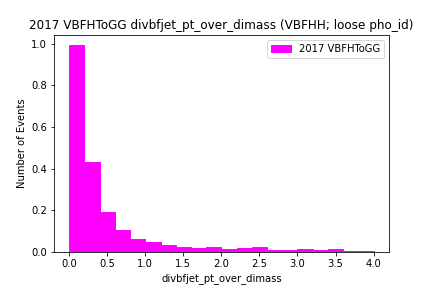 2017 VBFHToGG divbfjet_pt_over_dimass (VBFHH; loose pho_id)
2017 VBFHToGG
Number of Events
1.0
0.8
0.6
0.4
0.2
0.0
0.0 0.5 1.0 1.5 2.0 2.5 3.0 3.5 4.0
divbfjet_pt_over_dimass